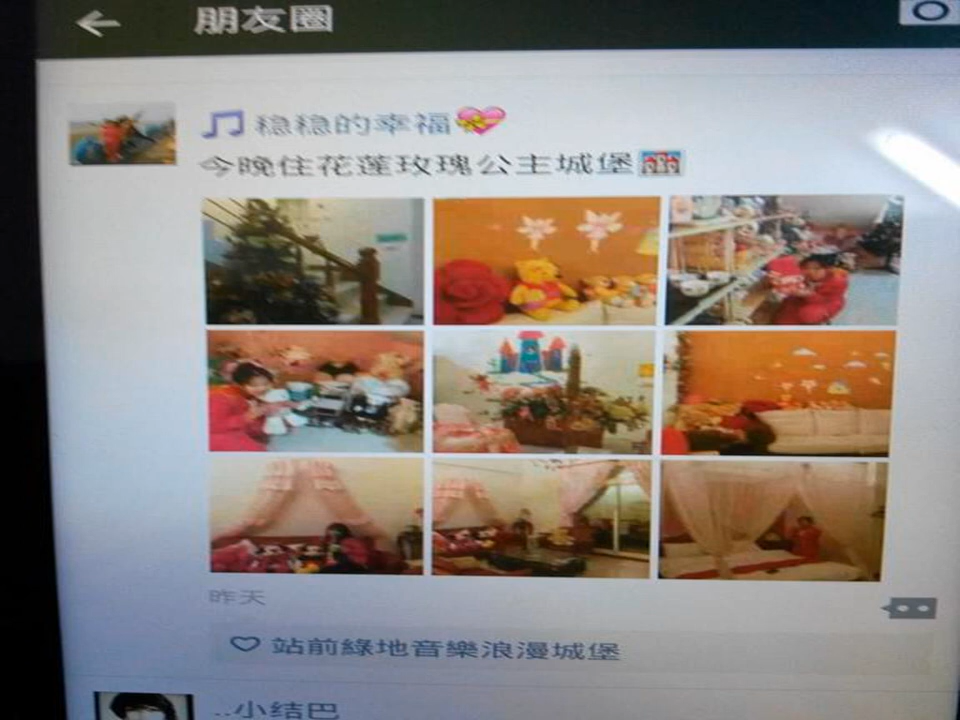 朋友圈
稳稳的幸福
今晚住花莲玫瑰公主城堡
昨天
站前綠地音樂浪漫城堡
..小结巴